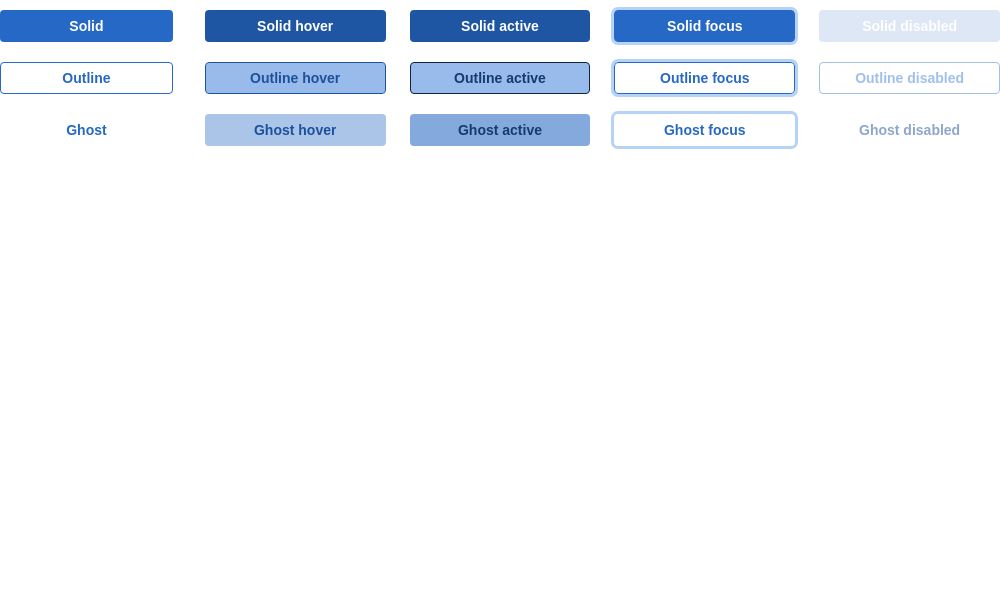 Solid Solid hover Solid active Solid focus Solid disabled
Outline Outline hover Outline active Outline focus Outline disabled
Ghost Ghost hover Ghost active Ghost focus Ghost disabled